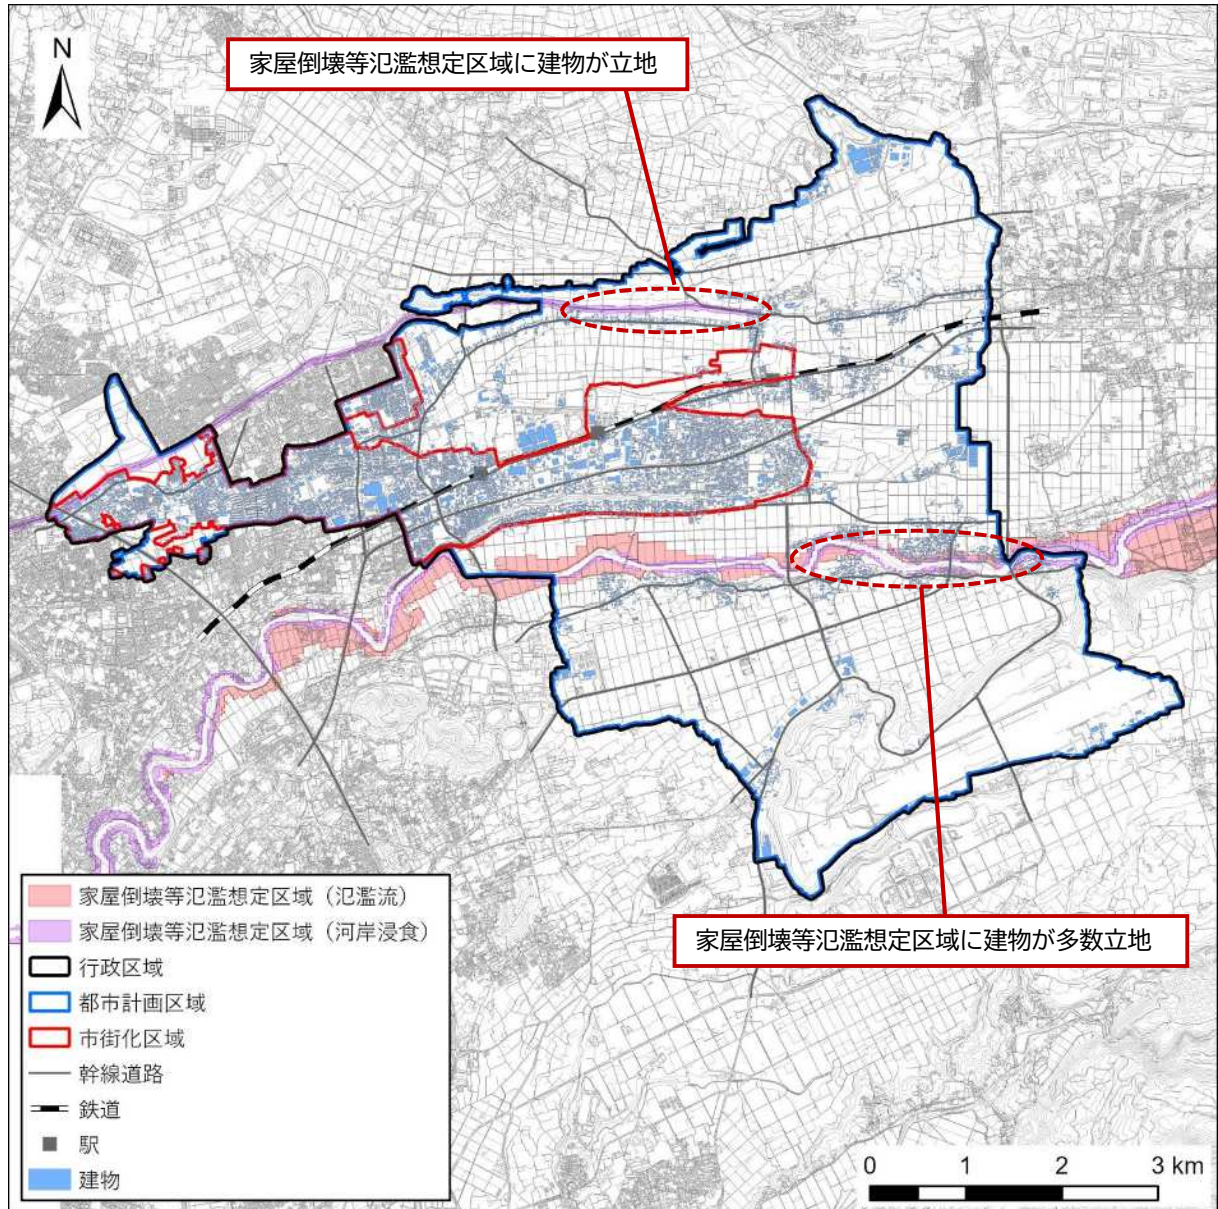 N
家屋倒壊等氾濫想定区域に建物が立地
家屋倒壊等氾濫想定区域に建物が多数立地
家屋倒壊等氾濫想定区域（氾濫流）
家屋倒壊等氾濫想定区域（河岸浸食）
行政区域
都市計画区域
市街化区域
幹線道路
鉄道
駅
建物
0 1 2 3 km